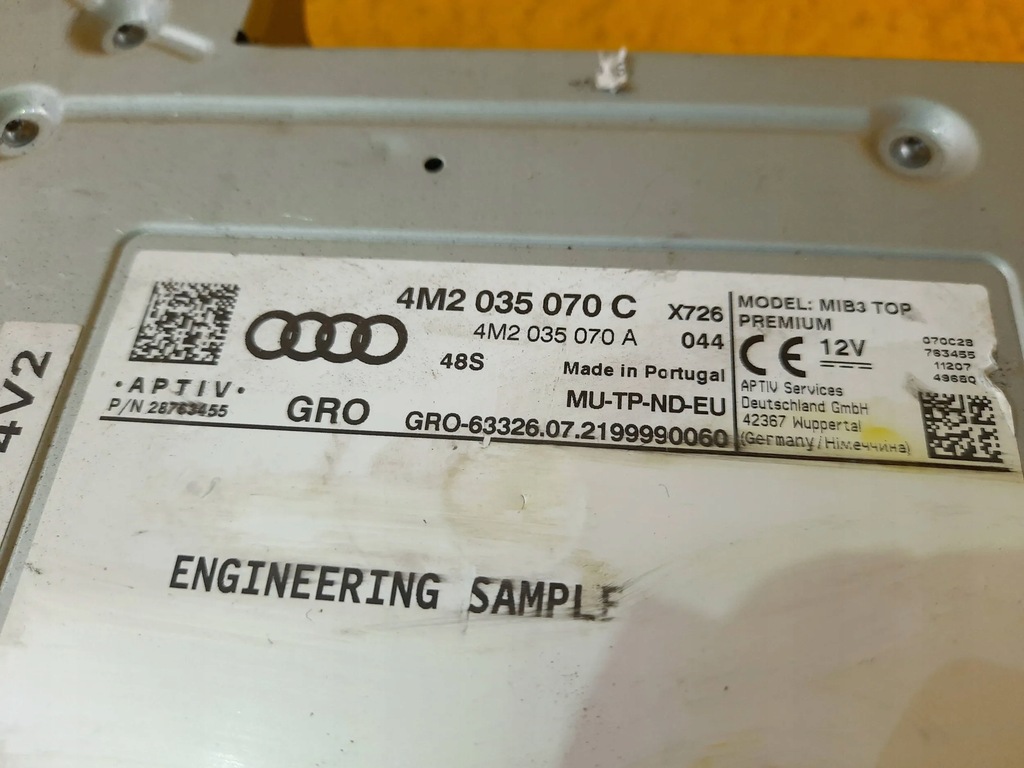 4M2 035 070 C
X726
4M2 035 070 A
044
48S
Made in Portugal
MU-TP-ND-EU
·APTIV·
P/N 28763455
GRO
GRO-63326.07.2199990060
MODEL: MIB3 TOP
PREMIUM
CE 12V
APTIV Services
Deutschland GmbH
42367 Wuppertal
(Germany/Німеччина)
070C28
763455
11207
4968Q
4V2
ENGINEERING SAMPLE